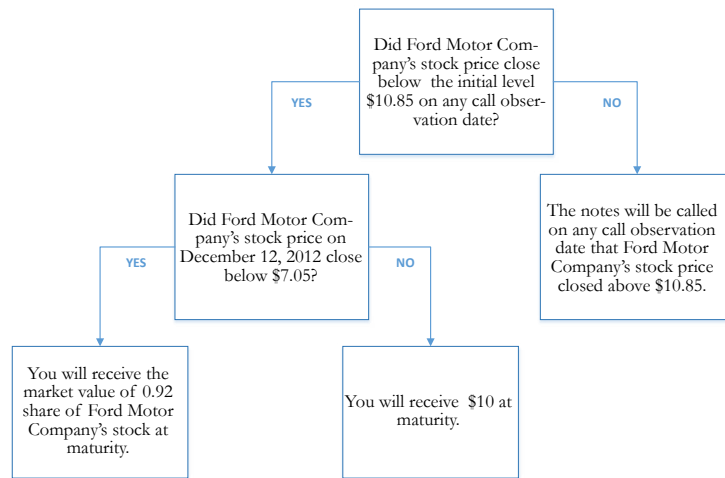 Did Ford Motor Com-
pany's stock price close
below the initial level
$10.85 on any call obser-
vation date?
YES
NO
Did Ford Motor Com-
pany's stock price on
December 12, 2012 close
below $7.05?
The notes will be called
on any call observation
date that Ford Motor
Company's stock price
closed above $10.85.
YES
NO
You will receive the
market value of 0.92
share of Ford Motor
Company's stock at
maturity.
You will receive $10 at
maturity.